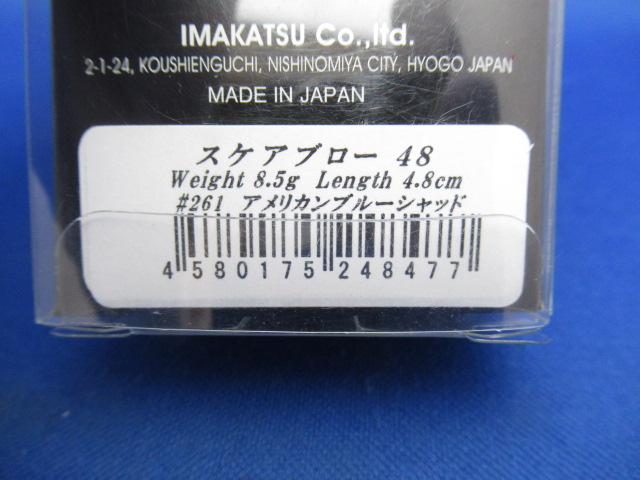 IMAKATSU Co.,ltd.
2-1-24, KOUSHIENGUCHI, NISHINOMIYA CITY, HYOGO JAPAN
MADE IN JAPAN
スケアブロー 48
Weight 8.5g Length 4.8cm
#261 アメリカンブルーシャッド
4 580175 248477